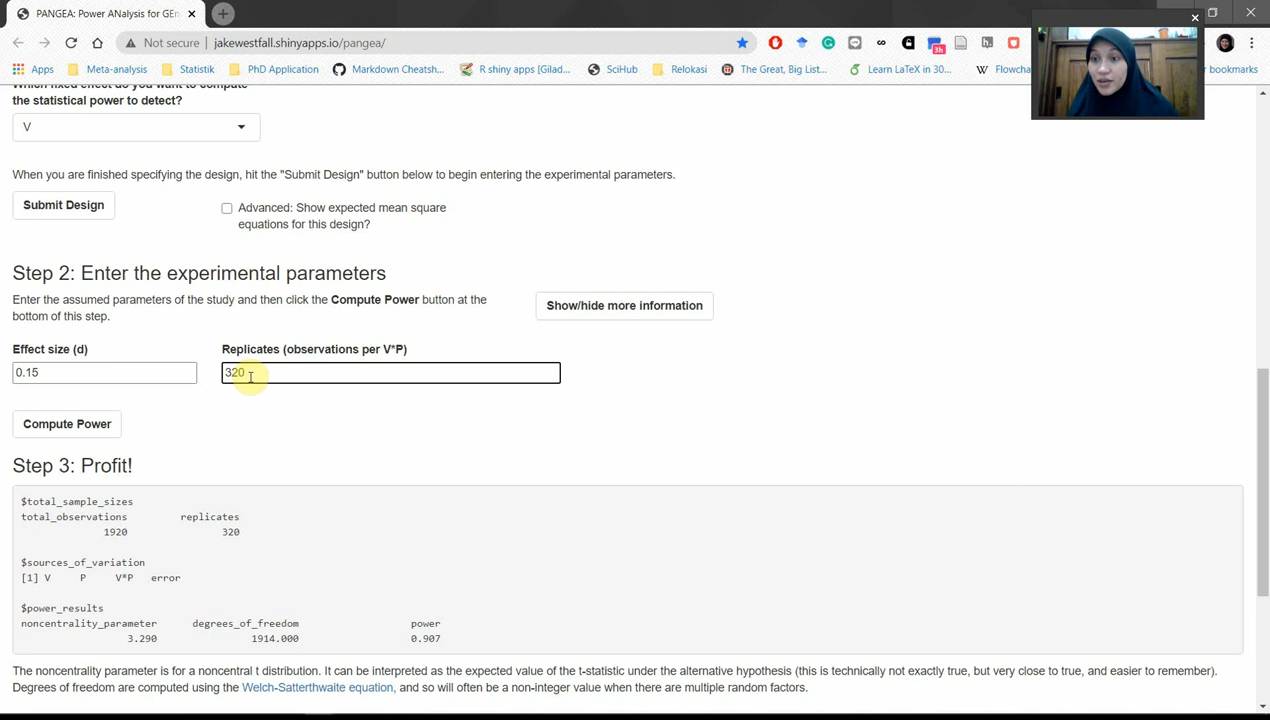 PANGEA: Power ANalysis for GEn
Not secure | jakewestfall.shinyapps.io/pangea/
3h
Apps Meta-analysis Statistik PhD Application Markdown Cheatsh... R shiny apps [Gilad... SciHub Relokasi The Great, Big List... Learn LaTeX in 30... Flowcha r bookmarks
Which fixed effect do you want to compute
the statistical power to detect?
V
When you are finished specifying the design, hit the "Submit Design" button below to begin entering the experimental parameters.
Submit Design
Advanced: Show expected mean square
equations for this design?
Step 2: Enter the experimental parameters
Enter the assumed parameters of the study and then click the Compute Power button at the
bottom of this step.
Show/hide more information
Effect size (d) Replicates (observations per V*P)
0.15 320
Compute Power
Step 3: Profit!
$total_sample_sizes
total_observations replicates
1920 320
$sources_of_variation
[1] V P V*P error
$power_results
noncentrality_parameter degrees_of_freedom power
3.290 1914.000 0.907
The noncentrality parameter is for a noncentral t distribution. It can be interpreted as the expected value of the t-statistic under the alternative hypothesis (this is technically not exactly true, but very close to true, and easier to remember).
Degrees of freedom are computed using the Welch-Satterthwaite equation, and so will often be a non-integer value when there are multiple random factors.